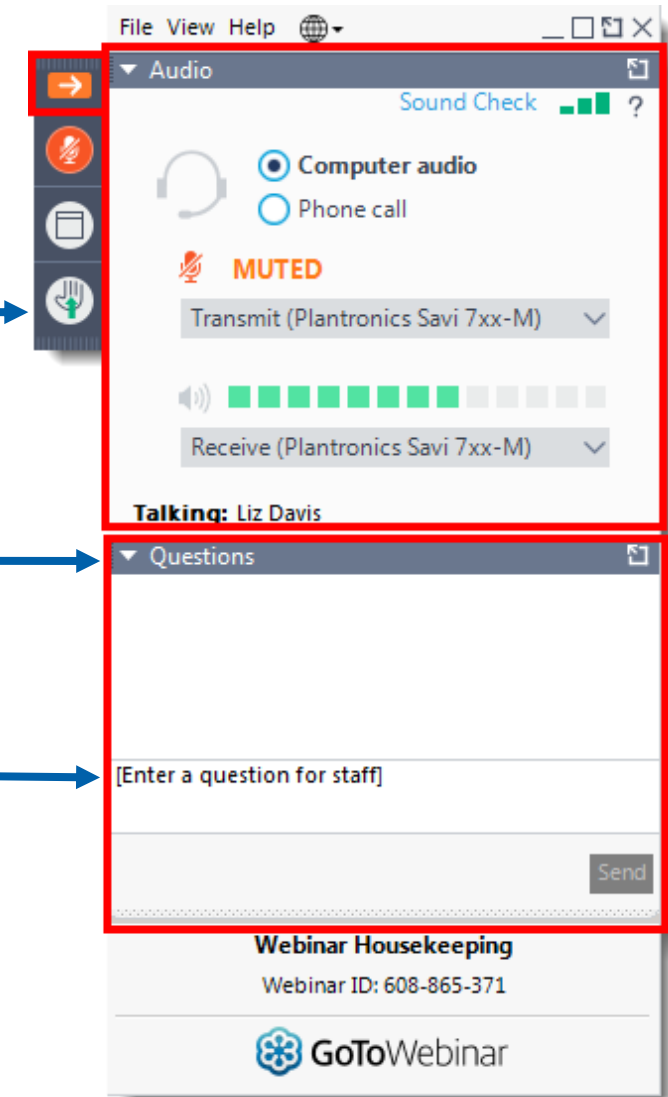 File View Help
Audio
Sound Check ?
Computer audio
Phone call
MUTED
Transmit (Plantronics Savi 7xx-M)
Receive (Plantronics Savi 7xx-M)
Talking: Liz Davis
Questions
[Enter a question for staff]
Send
Webinar Housekeeping
Webinar ID: 608-865-371
GoToWebinar